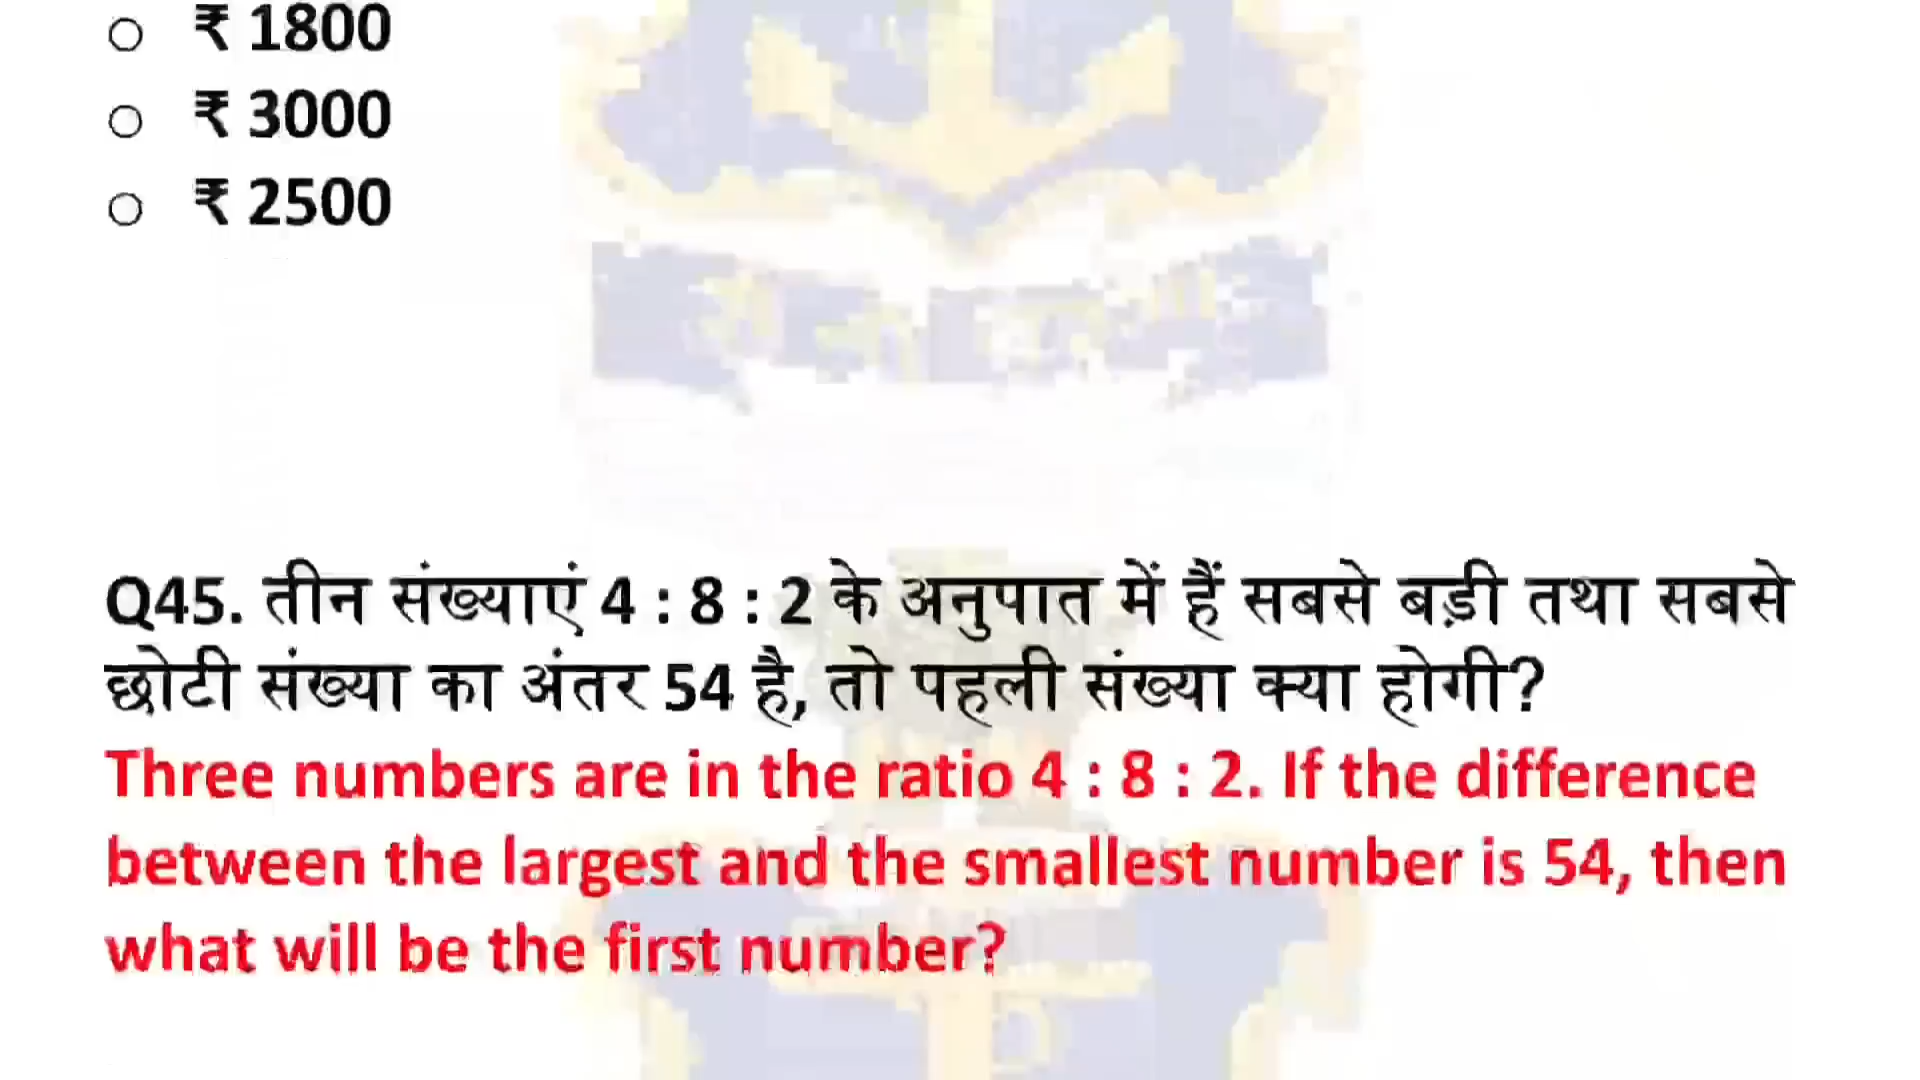 ○ ₹ 1800
○ ₹ 3000
○ ₹ 2500
Q45. तीन संख्याएं 4 : 8 : 2 के अनुपात में हैं सबसे बड़ी तथा सबसे
छोटी संख्या का अंतर 54 है, तो पहली संख्या क्या होगी?
Three numbers are in the ratio 4 : 8 : 2. If the difference
between the largest and the smallest number is 54, then
what will be the first number?